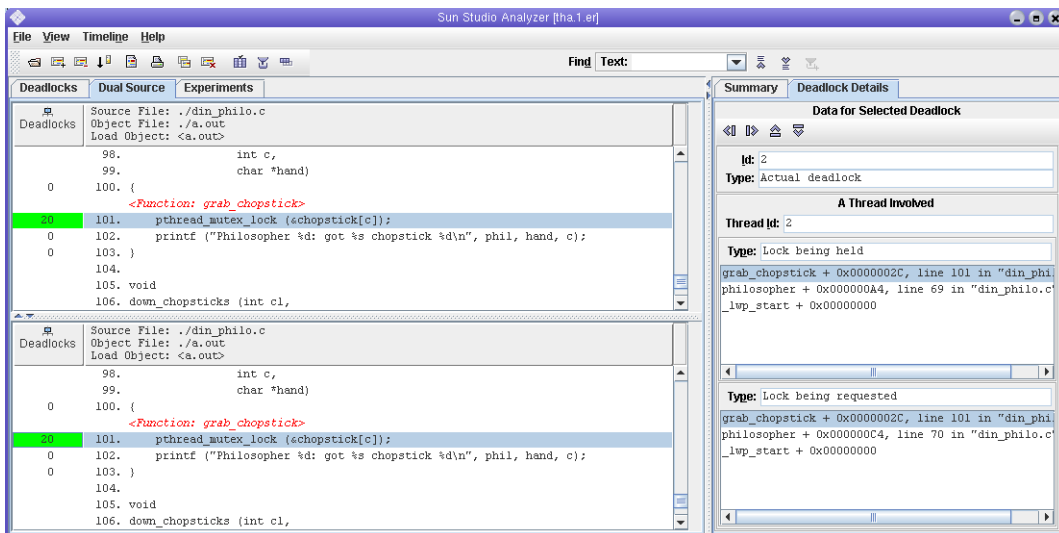 Sun Studio Analyzer [tha.1.er]
File View Timeline Help
Find Text:
Deadlocks Dual Source Experiments
Deadlocks
Source File: ./din_philo.c
Object File: ./a.out
Load Object: <a.out>
98. int c,
99. char *hand)
0 100. {
<Function: grab_chopstick>
20 101. pthread_mutex_lock (&chopstick[c]);
0 102. printf ("Philosopher %d: got %s chopstick %d\n", phil, hand, c);
0 103. }
104.
105. void
106. down_chopsticks (int c1,
Deadlocks
Source File: ./din_philo.c
Object File: ./a.out
Load Object: <a.out>
98. int c,
99. char *hand)
0 100. {
<Function: grab_chopstick>
20 101. pthread_mutex_lock (&chopstick[c]);
0 102. printf ("Philosopher %d: got %s chopstick %d\n", phil, hand, c);
0 103. }
104.
105. void
106. down_chopsticks (int c1,
Summary Deadlock Details
Data for Selected Deadlock
Id: 2
Type: Actual deadlock
A Thread Involved
Thread Id: 2
Type: Lock being held
grab_chopstick + 0x0000002C, line 101 in "din_phi
philosopher + 0x000000A4, line 69 in "din_philo.c"
_lwp_start + 0x00000000
Type: Lock being requested
grab_chopstick + 0x0000002C, line 101 in "din_phi
philosopher + 0x000000C4, line 70 in "din_philo.c"
_lwp_start + 0x00000000